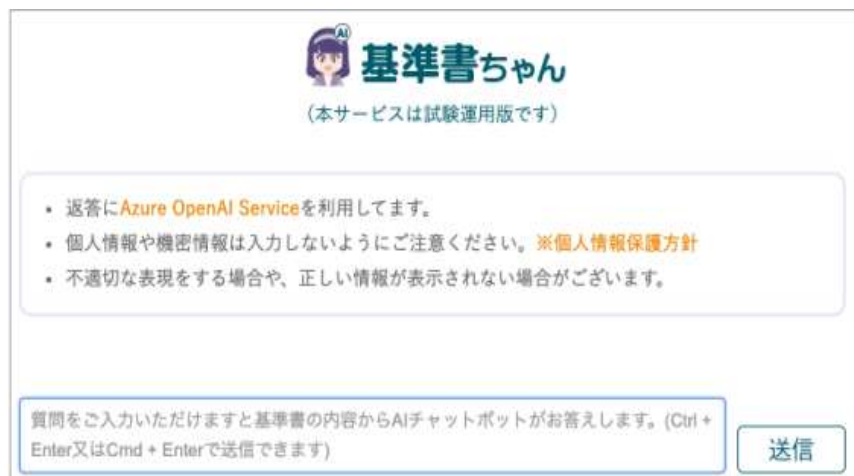 AI
基準書ちゃん
(本サービスは試験運用版です)
• 返答にAzure OpenAI Serviceを利用してます。
• 個人情報や機密情報は入力しないようにご注意ください。※個人情報保護方針
• 不適切な表現をする場合や、正しい情報が表示されない場合がございます。
質問をご入力いただけますと基準書の内容からAIチャットボットがお答えします。(Ctrl +
Enter又はCmd + Enterで送信できます)
送信